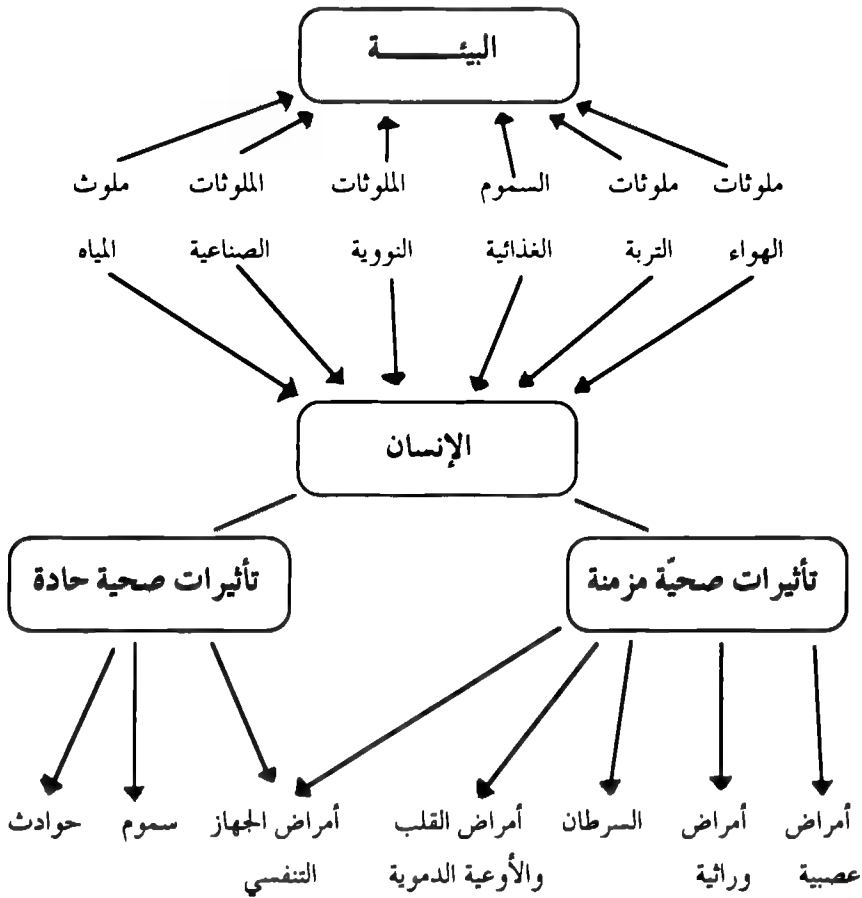 البيئة
ملوثات ملوثات السموم الملوثات الملوثات ملوث
الهواء التربة الغذائية النووية الصناعية المياه
الإنسان
تأثيرات صحيّة مزمنة تأثيرات صحية حادة
أمراض أمراض السرطان أمراض القلب أمراض الجهاز سموم حوادث
عصبية وراثية والأوعية الدموية التنفسي